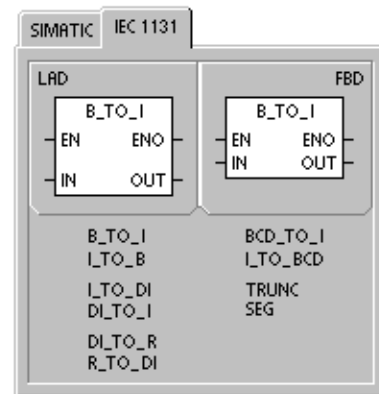 SIMATIC IEC 1131
LAD FBD
B_TO_I B_TO_I
EN ENO EN ENO
IN OUT IN OUT
B_TO_I BCD_TO_I
I_TO_B I_TO_BCD
I_TO_DI TRUNC
DI_TO_I SEG
DI_TO_R
R_TO_DI